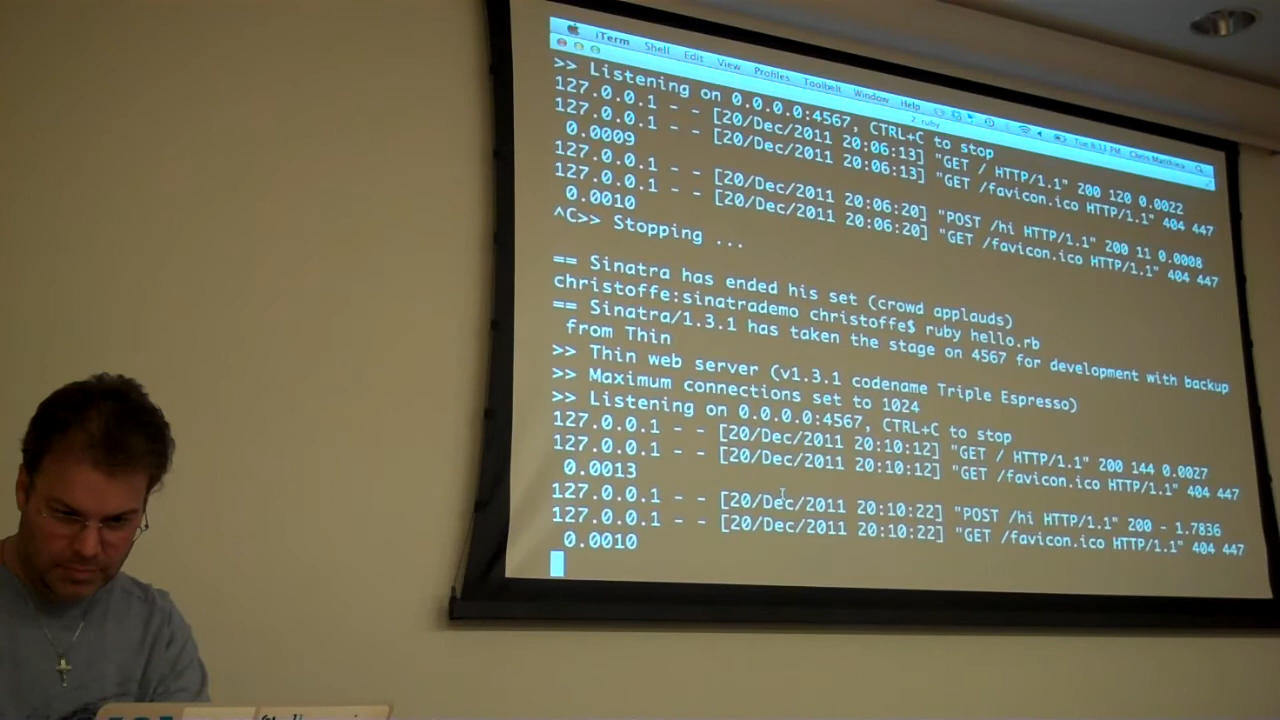 iTerm Shell Edit View Profiles Toolbelt Window Help
2. ruby
>> Listening on 0.0.0.0:4567, CTRL+C to stop
127.0.0.1 - - [20/Dec/2011 20:06:13] "GET / HTTP/1.1" 200 120 0.0022
127.0.0.1 - - [20/Dec/2011 20:06:13] "GET /favicon.ico HTTP/1.1" 404 447
0.0009
127.0.0.1 - - [20/Dec/2011 20:06:20] "POST /hi HTTP/1.1" 200 11 0.0008
127.0.0.1 - - [20/Dec/2011 20:06:20] "GET /favicon.ico HTTP/1.1" 404 447
0.0010
^C>> Stopping ...
== Sinatra has ended his set (crowd applauds)
christoffe:sinatrademo christoffe$ ruby hello.rb
== Sinatra/1.3.1 has taken the stage on 4567 for development with backup
from Thin
>> Thin web server (v1.3.1 codename Triple Espresso)
>> Maximum connections set to 1024
>> Listening on 0.0.0.0:4567, CTRL+C to stop
127.0.0.1 - - [20/Dec/2011 20:10:12] "GET / HTTP/1.1" 200 144 0.0027
127.0.0.1 - - [20/Dec/2011 20:10:12] "GET /favicon.ico HTTP/1.1" 404 447
0.0013
127.0.0.1 - - [20/Dec/2011 20:10:22] "POST /hi HTTP/1.1" 200 - 1.7836
127.0.0.1 - - [20/Dec/2011 20:10:22] "GET /favicon.ico HTTP/1.1" 404 447
0.0010